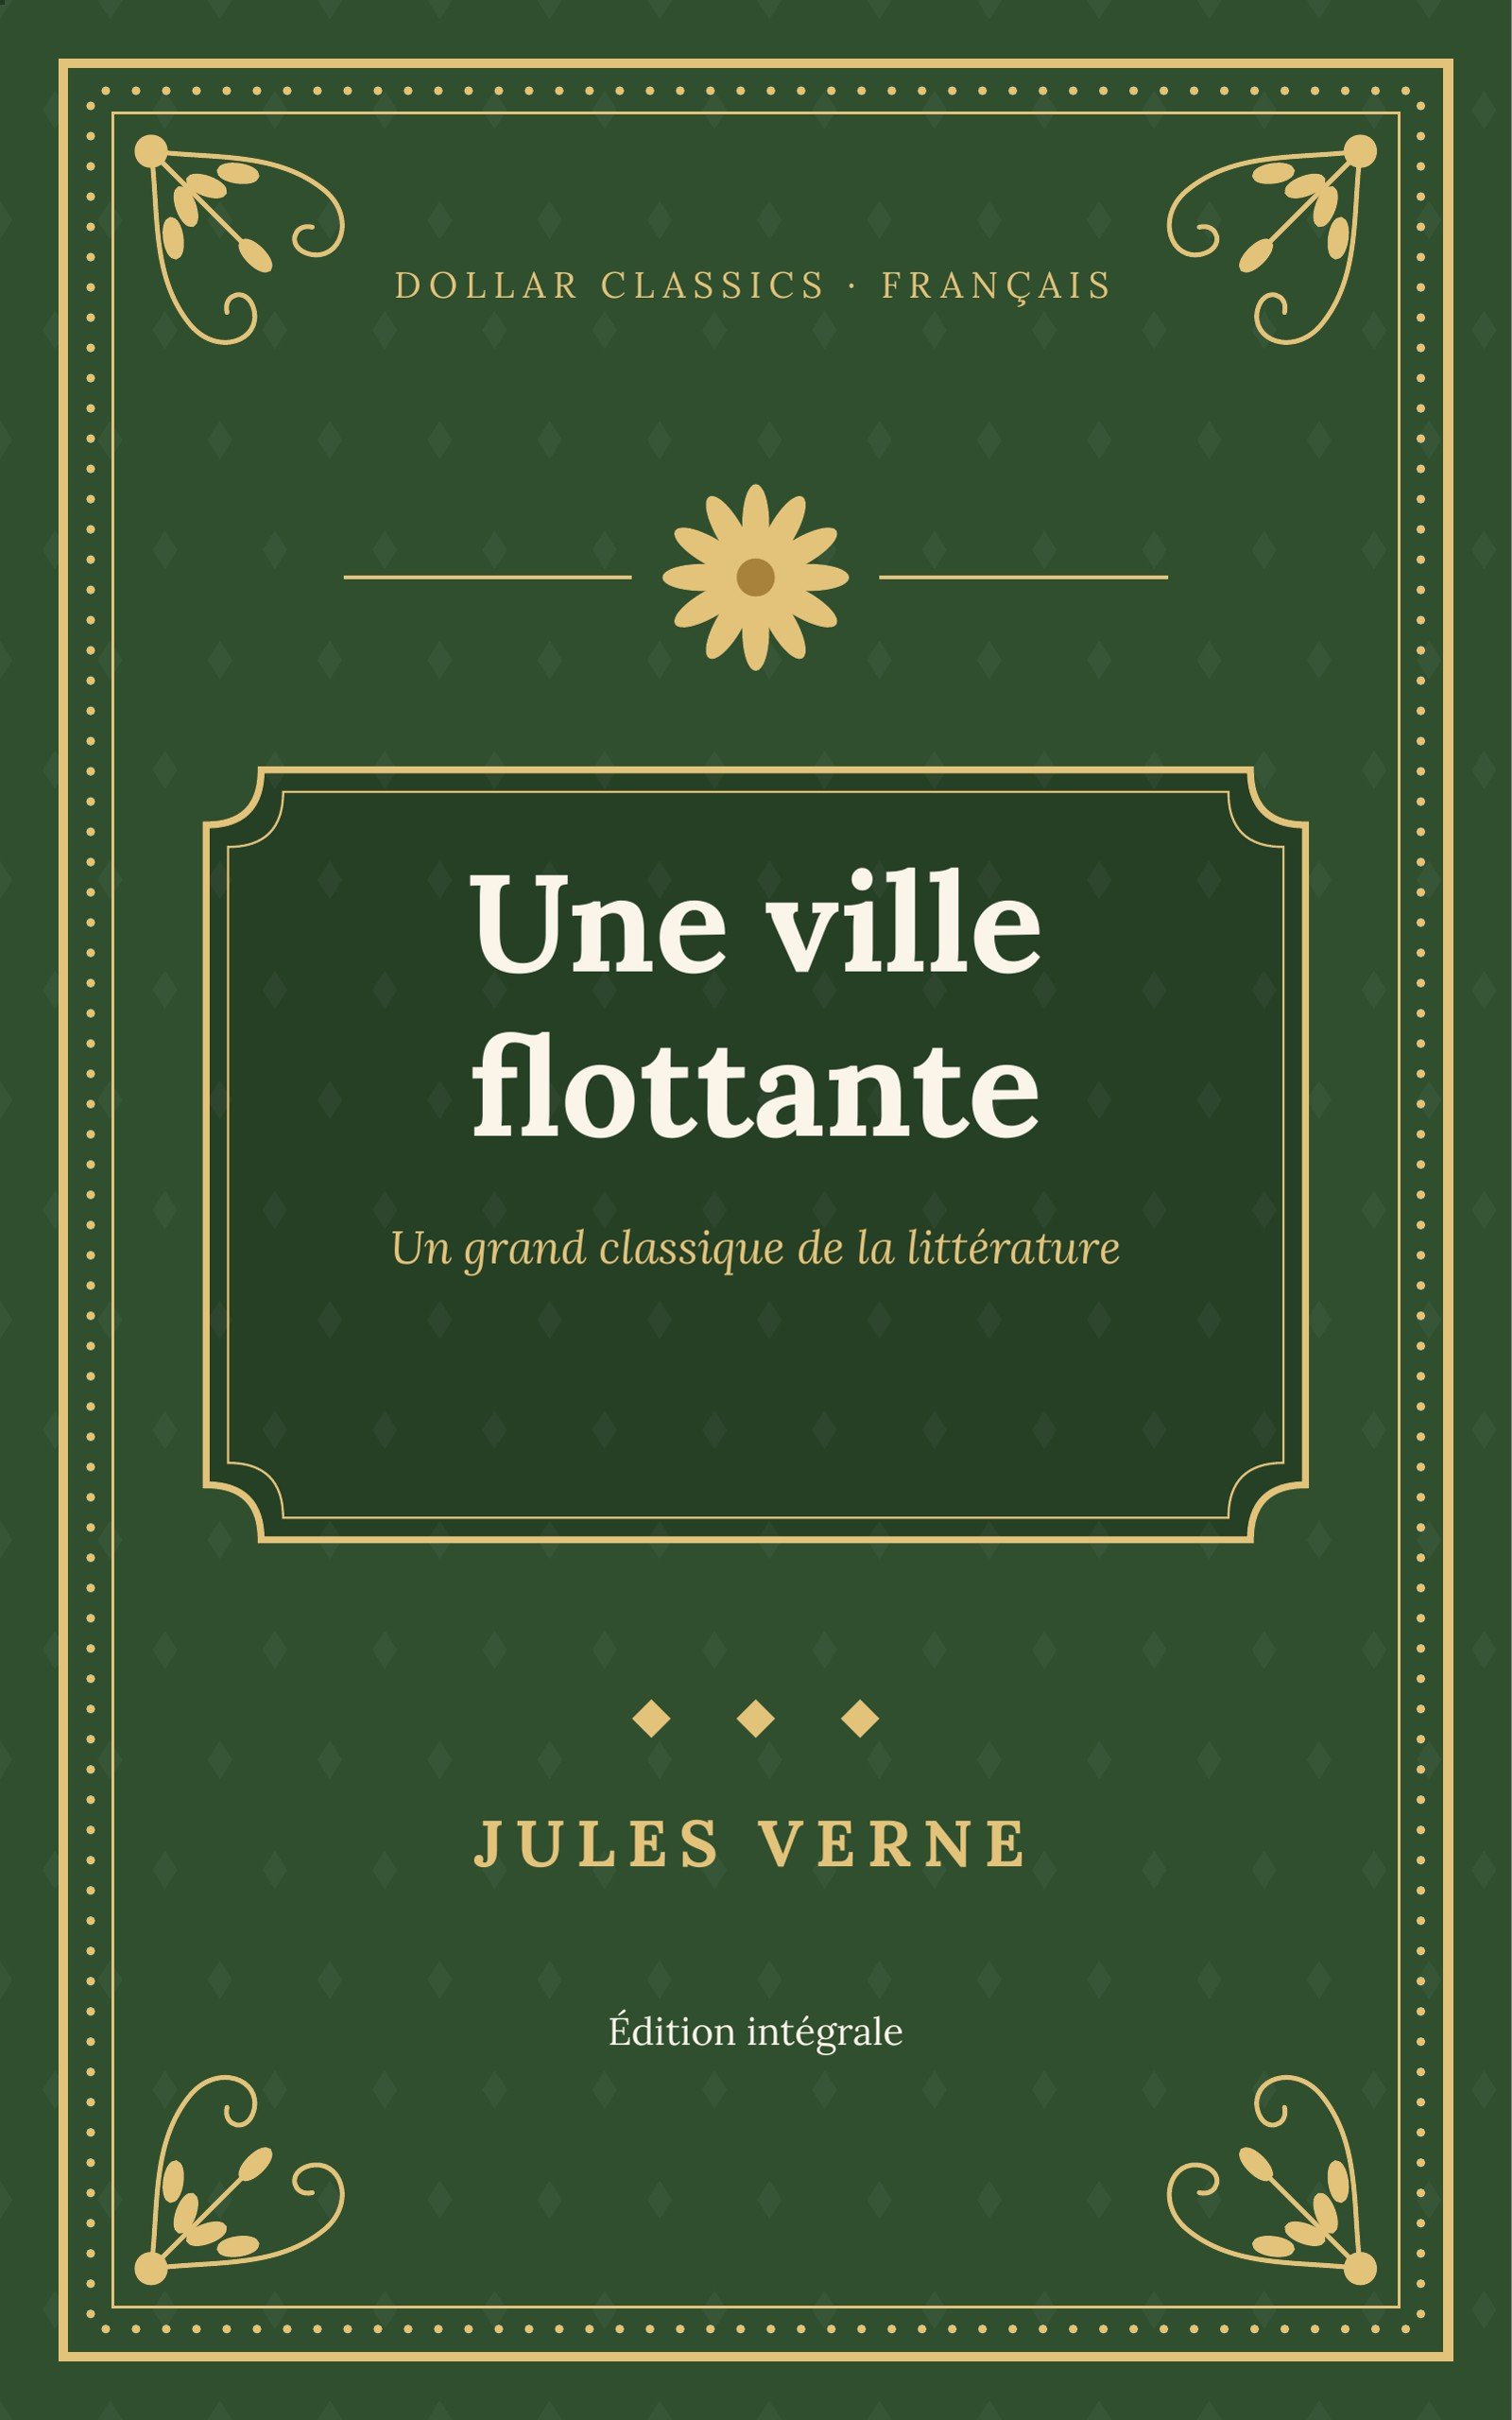 DOLLAR CLASSICS · FRANÇAIS
Une ville
flottante
Un grand classique de la littérature
JULES VERNE
Édition intégrale